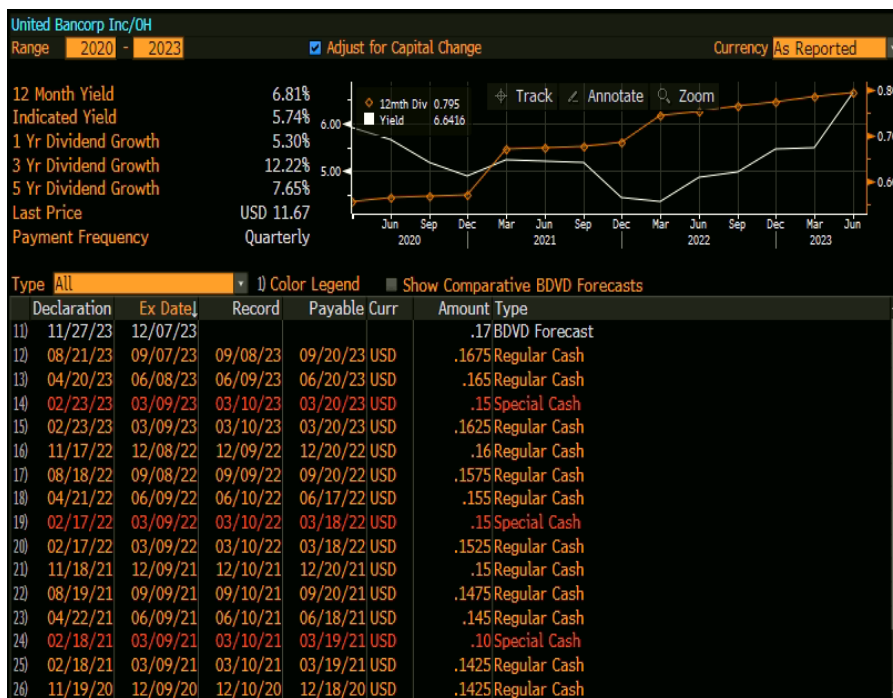 United Bancorp Inc/OH
Range 2020 - 2023 Adjust for Capital Change Currency As Reported
12 Month Yield 6.81%
Indicated Yield 5.74%
1 Yr Dividend Growth 5.30%
3 Yr Dividend Growth 12.22%
5 Yr Dividend Growth 7.65%
Last Price USD 11.67
Payment Frequency Quarterly
12mth Div 0.795
Yield 6.6416
Track Annotate Zoom
6.00
5.00
0.80
0.70
0.60
Jun Sep Dec Mar Jun Sep Dec Mar Jun Sep Dec Mar Jun
2020 2021 2022 2023
Type All 1) Color Legend Show Comparative BDVD Forecasts
Declaration Ex Date↓ Record Payable Curr Amount Type
11) 11/27/23 12/07/23 .17 BDVD Forecast
12) 08/21/23 09/07/23 09/08/23 09/20/23 USD .1675 Regular Cash
13) 04/20/23 06/08/23 06/09/23 06/20/23 USD .165 Regular Cash
14) 02/23/23 03/09/23 03/10/23 03/20/23 USD .15 Special Cash
15) 02/23/23 03/09/23 03/10/23 03/20/23 USD .1625 Regular Cash
16) 11/17/22 12/08/22 12/09/22 12/20/22 USD .16 Regular Cash
17) 08/18/22 09/08/22 09/09/22 09/20/22 USD .1575 Regular Cash
18) 04/21/22 06/09/22 06/10/22 06/17/22 USD .155 Regular Cash
19) 02/17/22 03/09/22 03/10/22 03/18/22 USD .15 Special Cash
20) 02/17/22 03/09/22 03/10/22 03/18/22 USD .1525 Regular Cash
21) 11/18/21 12/09/21 12/10/21 12/20/21 USD .15 Regular Cash
22) 08/19/21 09/09/21 09/10/21 09/20/21 USD .1475 Regular Cash
23) 04/22/21 06/09/21 06/10/21 06/18/21 USD .145 Regular Cash
24) 02/18/21 03/09/21 03/10/21 03/19/21 USD .10 Special Cash
25) 02/18/21 03/09/21 03/10/21 03/19/21 USD .1425 Regular Cash
26) 11/19/20 12/09/20 12/10/20 12/18/20 USD .1425 Regular Cash